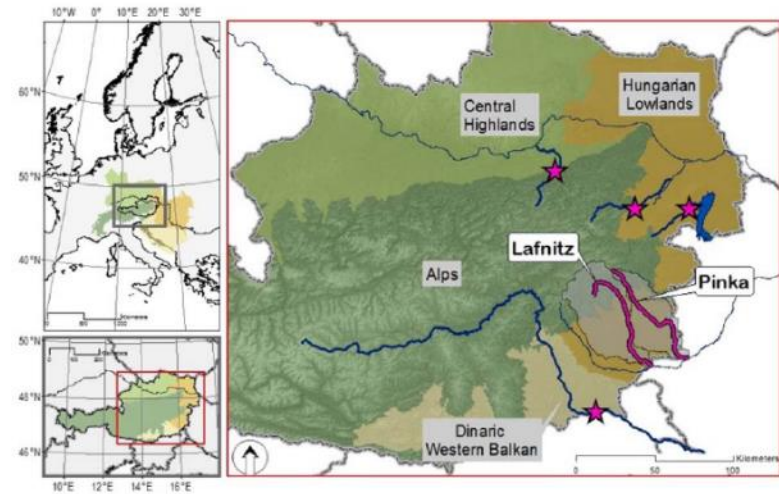 10°W 0° 10°E 20°E 30°E
60°N
50°N
40°N
50°N
48°N
46°N
10°E 12°E 14°E 16°E
Central
Highlands
Hungarian
Lowlands
Lafnitz
Alps
Pinka
Dinaric
Western Balkan
Kilometers
0 50 100